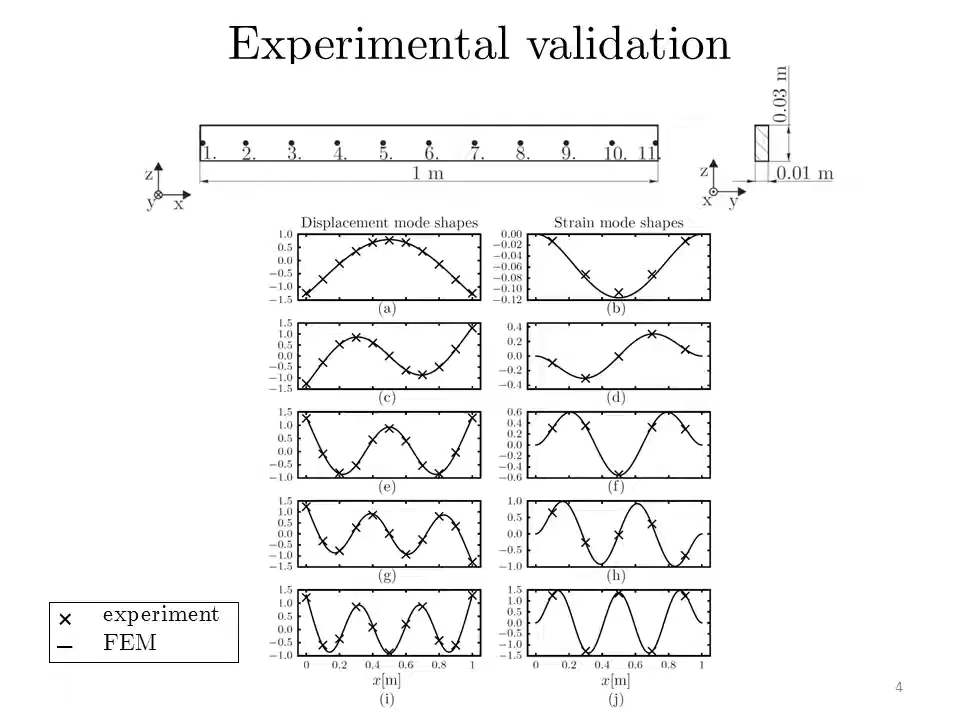 Experimental validation
0.03 m
1. 2. 3. 4. 5. 6. 7. 8. 9. 10. 11.
1 m
0.01 m
z
y x
z
x y
Displacement mode shapes
Strain mode shapes
1.0
0.5
0.0
−0.5
−1.0
−1.5
(a)
0.00
−0.02
−0.04
−0.06
−0.08
−0.10
−0.12
(b)
1.5
1.0
0.5
0.0
−0.5
−1.0
−1.5
(c)
0.4
0.2
0.0
−0.2
−0.4
(d)
1.5
1.0
0.5
0.0
−0.5
−1.0
(e)
0.6
0.4
0.2
0.0
−0.2
−0.4
−0.6
(f)
1.5
1.0
0.5
0.0
−0.5
−1.0
−1.5
(g)
1.0
0.5
0.0
−0.5
−1.0
(h)
1.5
1.0
0.5
0.0
−0.5
−1.0
0 0.2 0.4 0.6 0.8 1
x[m]
(i)
1.5
1.0
0.5
0.0
−0.5
−1.0
−1.5
0 0.2 0.4 0.6 0.8 1
x[m]
(j)
experiment
FEM
4